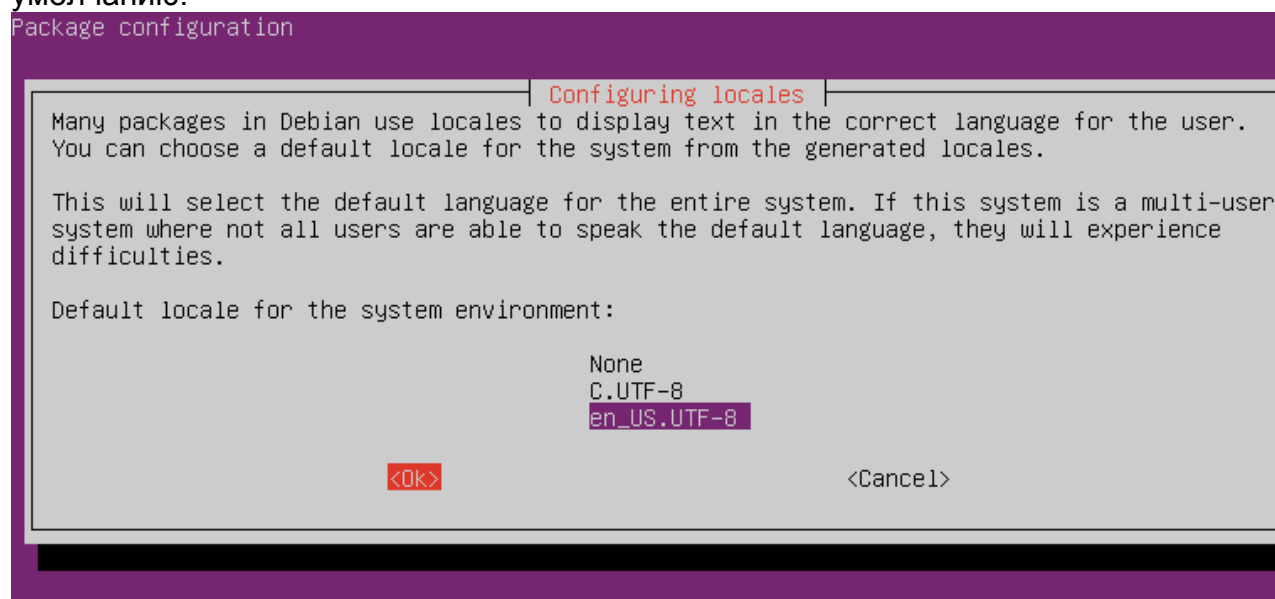 умолчанию.
Package configuration
Configuring locales
Many packages in Debian use locales to display text in the correct language for the user.
You can choose a default locale for the system from the generated locales.
This will select the default language for the entire system. If this system is a multi-user
system where not all users are able to speak the default language, they will experience
difficulties.
Default locale for the system environment:
None
C.UTF-8
en_US.UTF-8
<Ok> <Cancel>